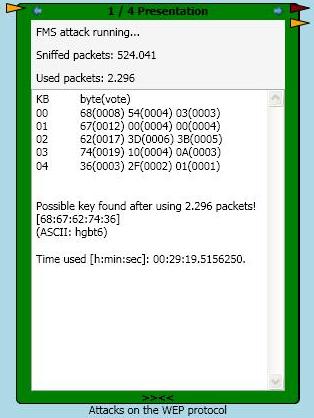 1 / 4 Presentation
FMS attack running...
Sniffed packets: 524.041
Used packets: 2.296
KB byte(vote)
00 68(0008) 54(0004) 03(0003)
01 67(0012) 00(0004) 00(0004)
02 62(0017) 3D(0006) 3B(0005)
03 74(0019) 10(0004) 0A(0003)
04 36(0003) 2F(0002) 01(0001)
Possible key found after using 2.296 packets!
[68:67:62:74:36]
(ASCII: hgbt6)
Time used [h:min:sec]: 00:29:19.5156250.
>><<
Attacks on the WEP protocol